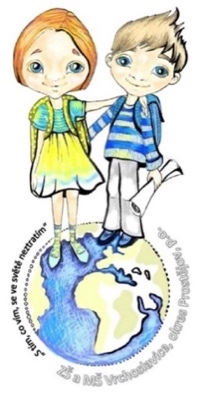 „S tím, co vím, se ve světě neztratím“
ZŠ a MŠ Vrchoslavice, okres Prostějov, p.o.